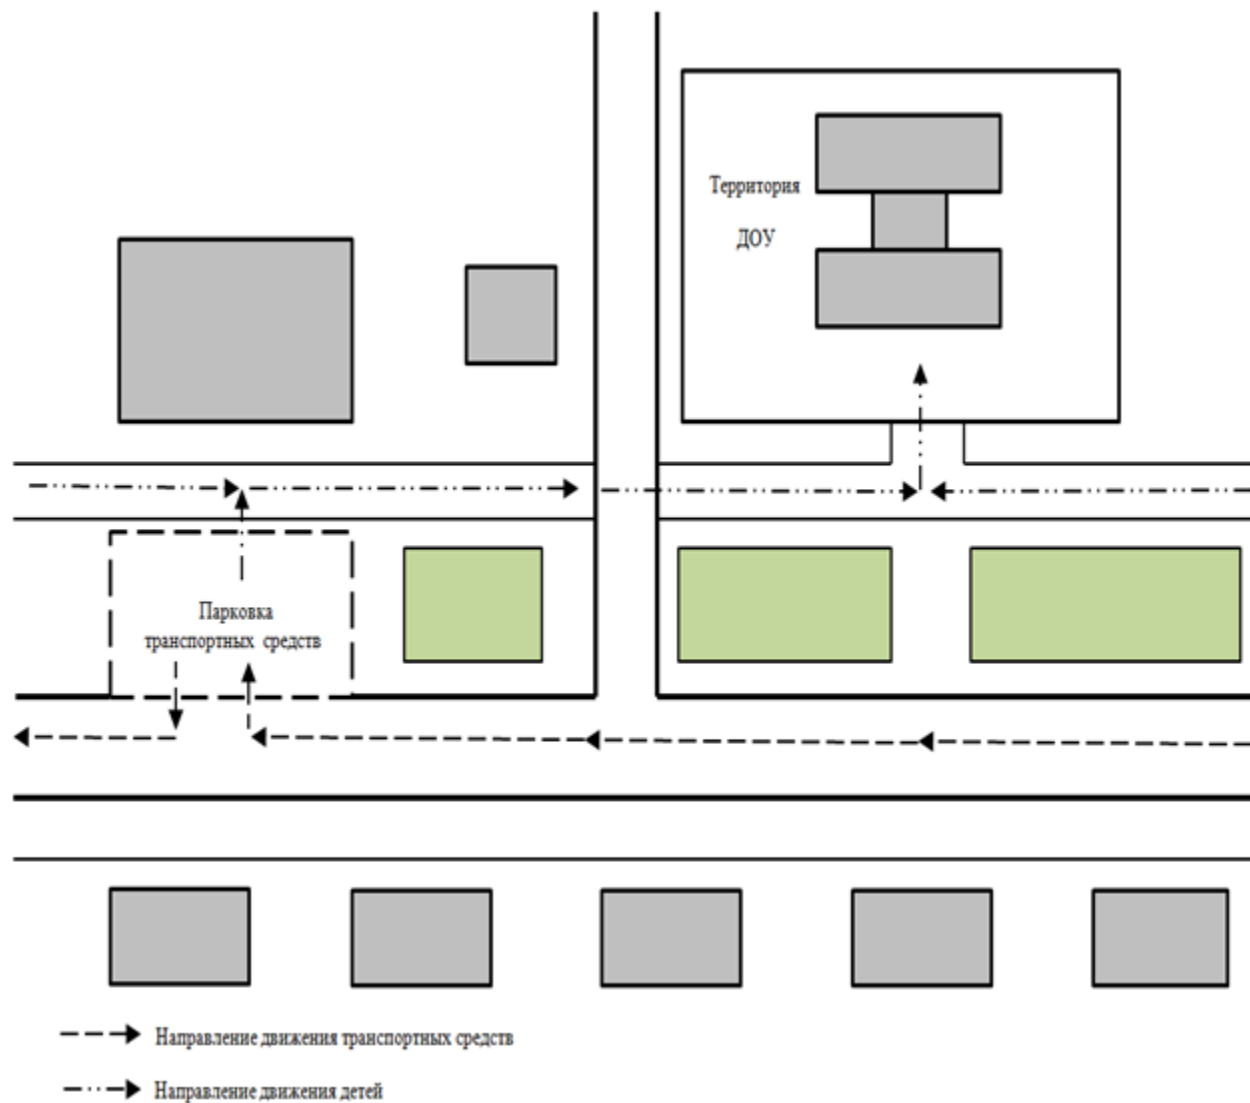 Территория
ДОУ
Парковка
транспортных средств
Направление движения транспортных средств
Направление движения детей